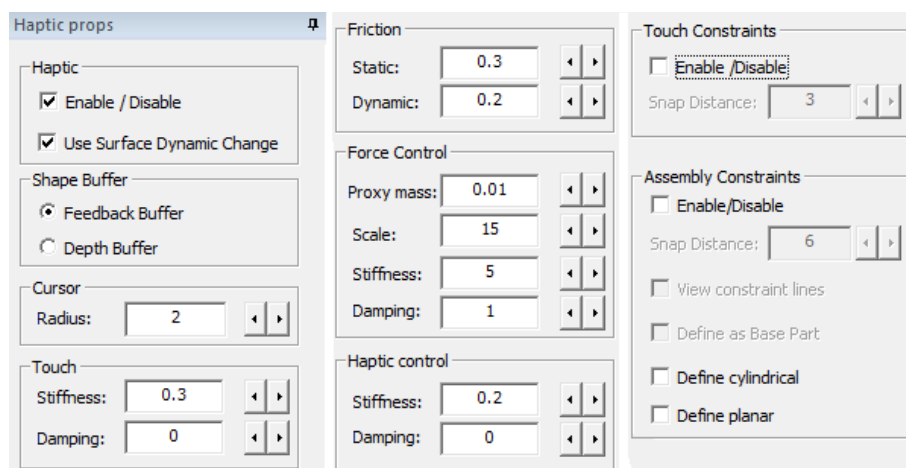 Haptic props
Haptic
Enable / Disable
Use Surface Dynamic Change
Shape Buffer
Feedback Buffer
Depth Buffer
Cursor
Radius: 2
Touch
Stiffness: 0.3
Damping: 0
Friction
Static: 0.3
Dynamic: 0.2
Force Control
Proxy mass: 0.01
Scale: 15
Stiffness: 5
Damping: 1
Haptic control
Stiffness: 0.2
Damping: 0
Touch Constraints
Enable /Disable
Snap Distance: 3
Assembly Constraints
Enable/Disable
Snap Distance: 6
View constraint lines
Define as Base Part
Define cylindrical
Define planar